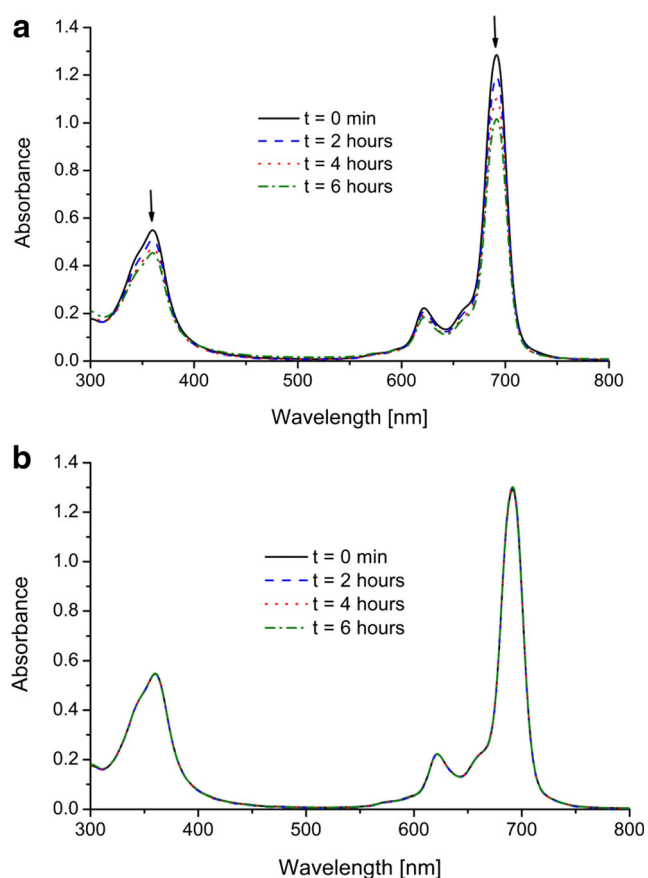 a
1.4
1.2
1.0
0.8
0.6
0.4
0.2
0.0
Absorbance
t = 0 min
t = 2 hours
t = 4 hours
t = 6 hours
300 400 500 600 700 800
Wavelength [nm]
b
1.4
1.2
1.0
0.8
0.6
0.4
0.2
0.0
Absorbance
t = 0 min
t = 2 hours
t = 4 hours
t = 6 hours
300 400 500 600 700 800
Wavelength [nm]